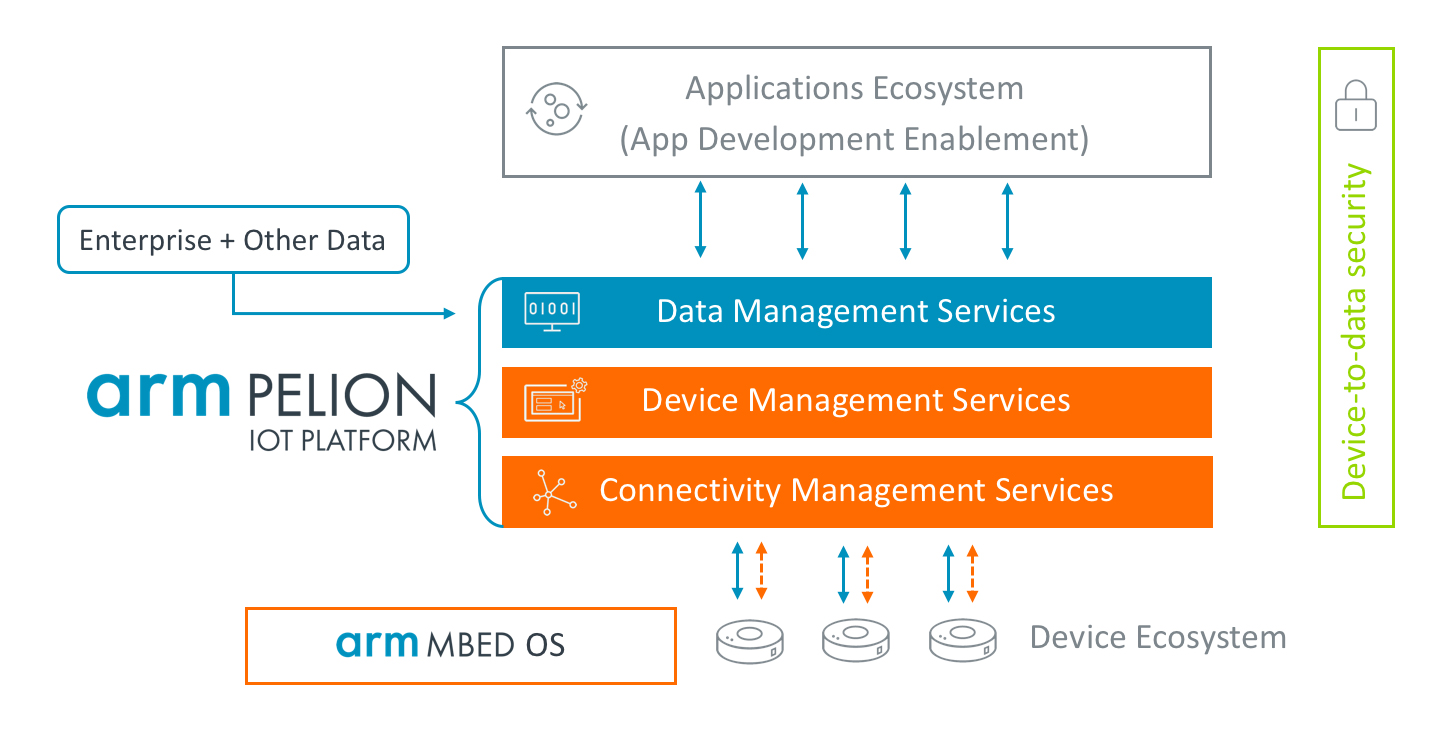 Applications Ecosystem
(App Development Enablement)
Enterprise + Other Data
01001
Data Management Services
arm PELION
IOT PLATFORM
Device Management Services
Connectivity Management Services
Device-to-data security
arm MBED OS
Device Ecosystem